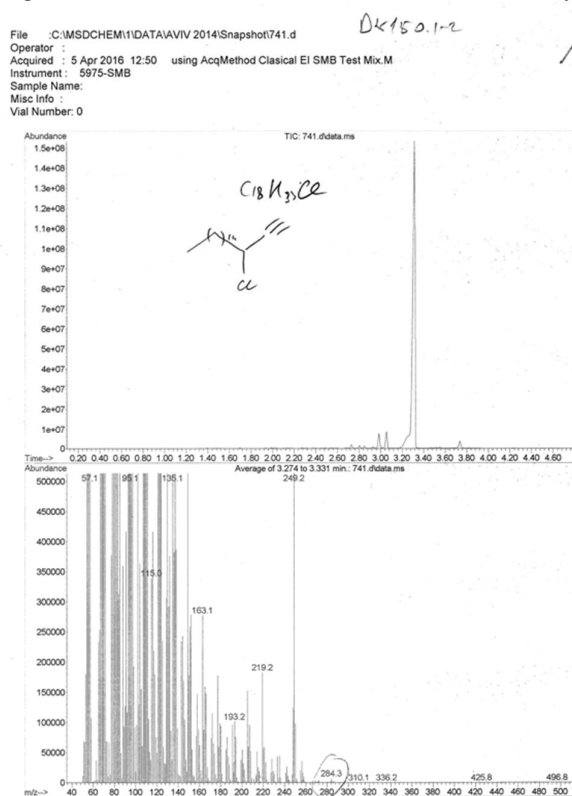 DK150.1-2
File :C:\MSDCHEM\1\DATA\AVIV 2014\Snapshot\741.d
Operator :
Acquired : 5 Apr 2016 12:50 using AcqMethod Clasical EI SMB Test Mix.M
Instrument : 5975-SMB
Sample Name:
Misc Info :
Vial Number: 0
Abundance TIC: 741.d\data.ms
1.5e+08
1.4e+08
1.3e+08
1.2e+08
1.1e+08
1e+08
9e+07
8e+07
7e+07
6e+07
5e+07
4e+07
3e+07
2e+07
1e+07
0
C18H33Cl
14
Cl
Time--> 0.20 0.40 0.60 0.80 1.00 1.20 1.40 1.60 1.80 2.00 2.20 2.40 2.60 2.80 3.00 3.20 3.40 3.60 3.80 4.00 4.20 4.40 4.60
Abundance Average of 3.274 to 3.331 min.: 741.d\data.ms
500000
450000
400000
350000
300000
250000
200000
150000
100000
50000
0
57.1 95.1 135.1 249.2
115.0
163.1
219.2
193.2
284.3 310.1 336.2 425.8 496.8
m/z--> 40 60 80 100 120 140 160 180 200 220 240 260 280 300 320 340 360 380 400 420 440 460 480 500